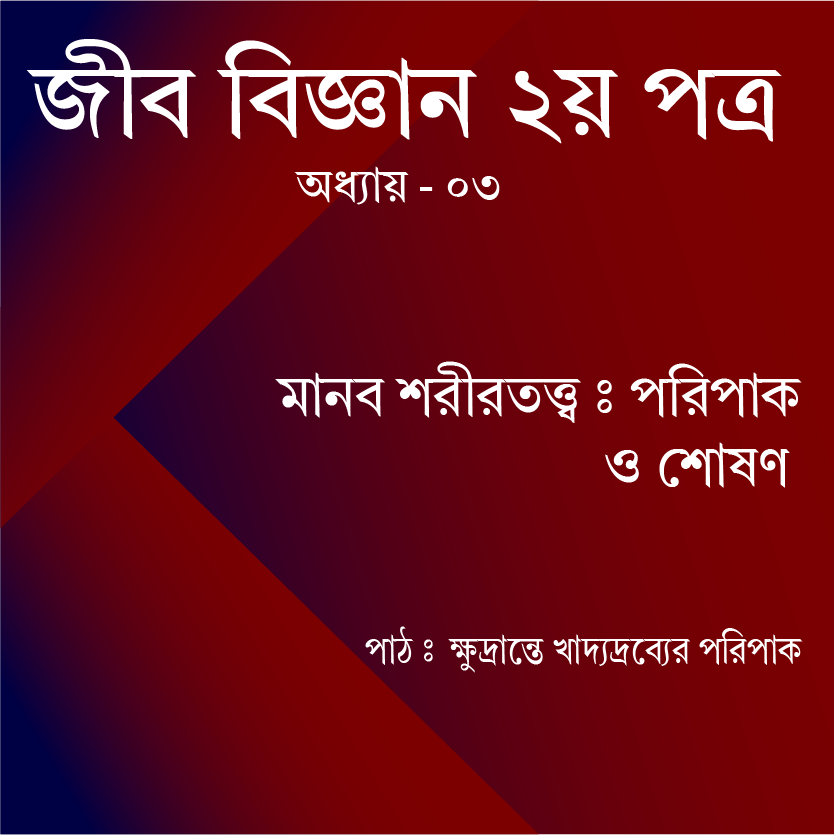 জীব বিজ্ঞান ২য় পত্র
অধ্যায় - ০৩
মানব শরীরতত্ত্ব ঃ পরিপাক
ও শোষণ
পাঠ ঃ ক্ষুদ্রান্তে খাদ্যদ্রব্যের পরিপাক